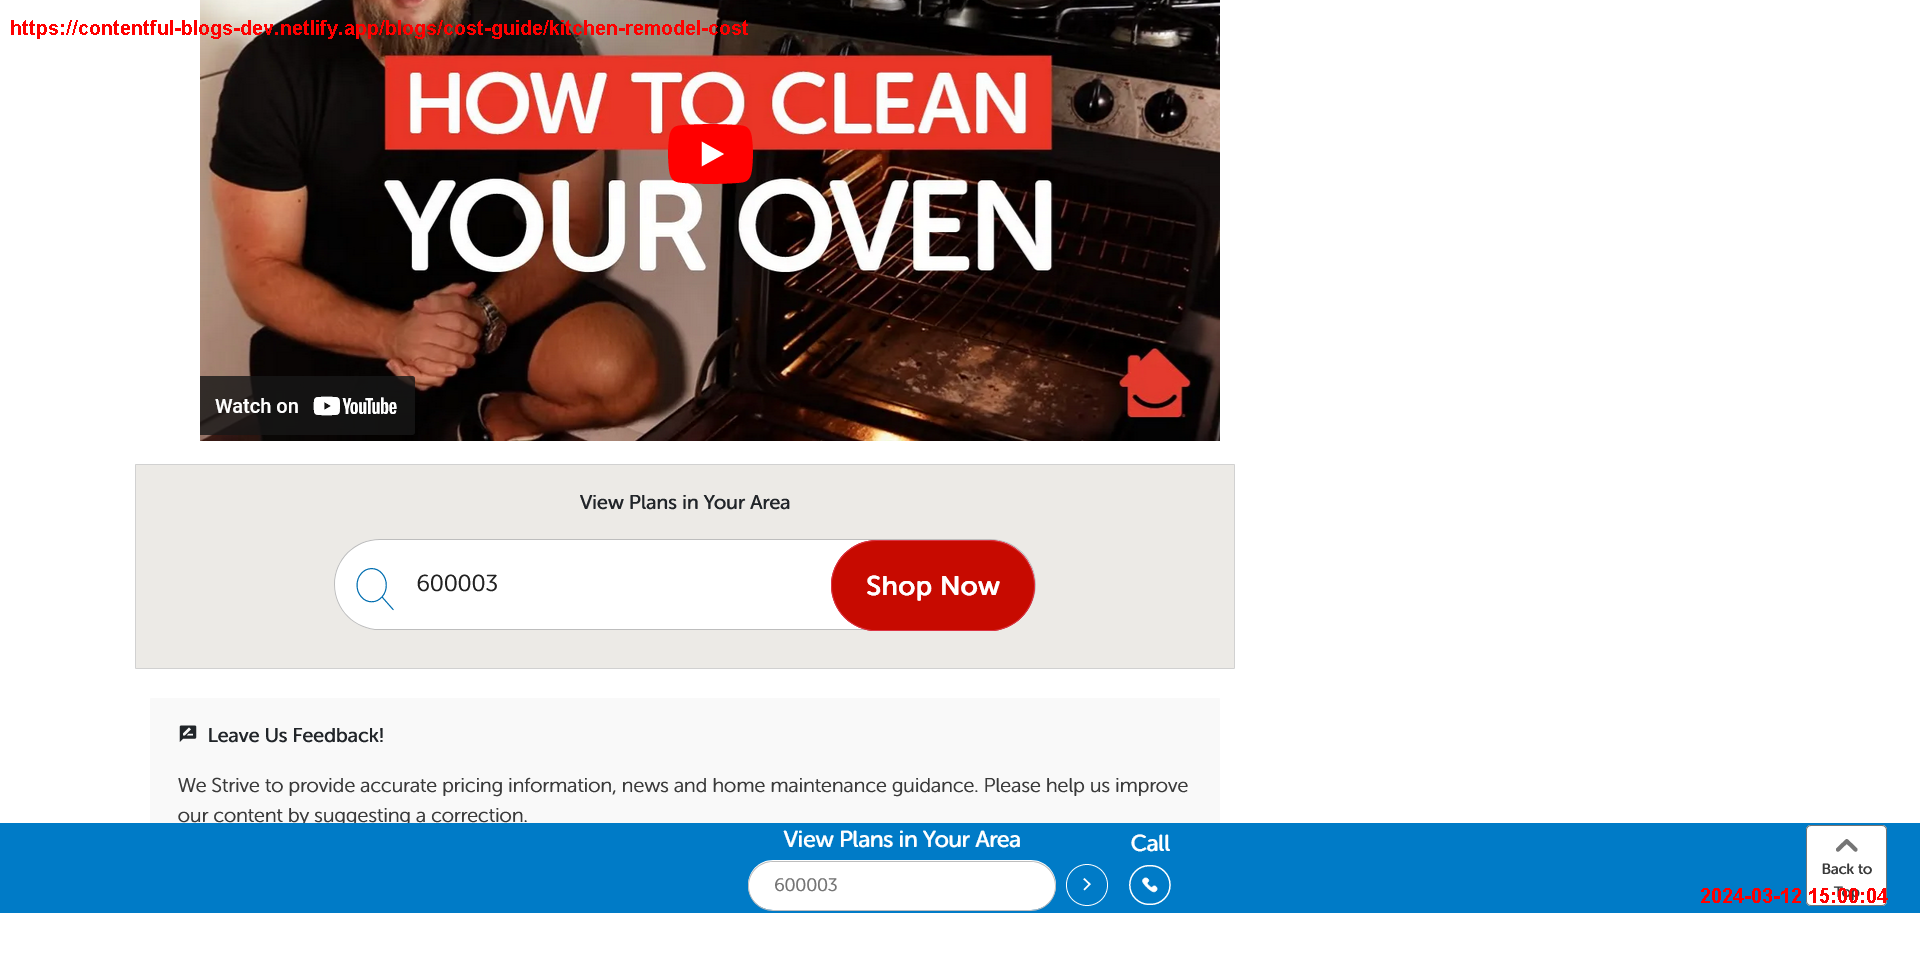 https://contentful-blogs-dev.netlify.app/blogs/cost-guide/kitchen-remodel-cost
HOW TO CLEAN
YOUR OVEN
Watch on YouTube
View Plans in Your Area
600003
Shop Now
Leave Us Feedback!
We Strive to provide accurate pricing information, news and home maintenance guidance. Please help us improve
our content by suggesting a correction.
View Plans in Your Area
600003
Call
Back to
2024-03-12 15:00:04